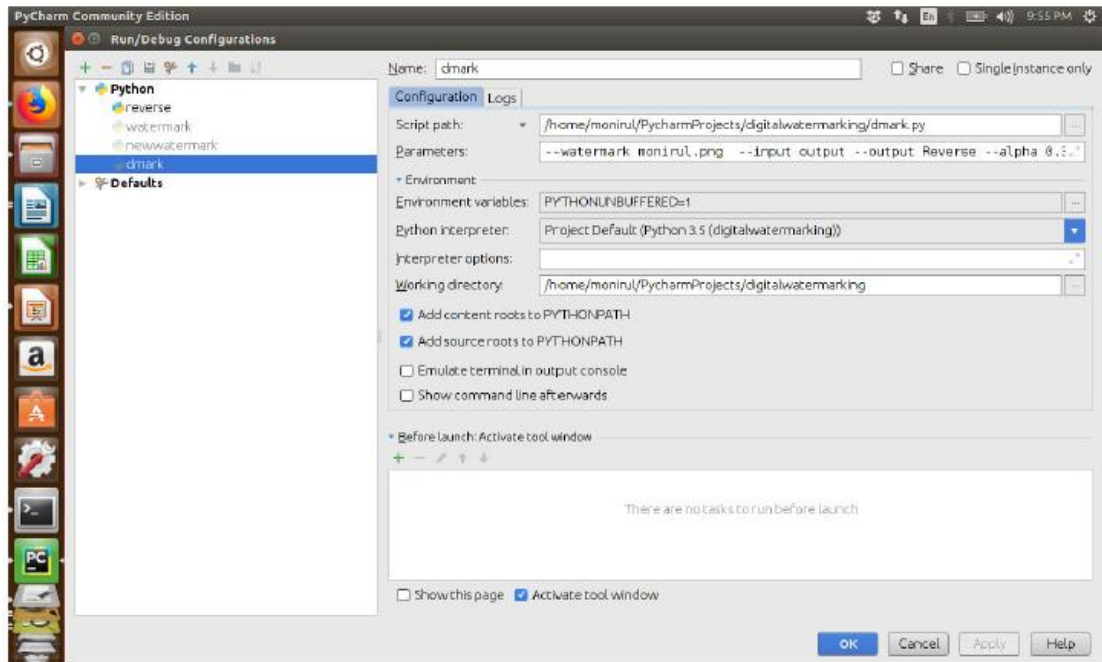 PyCharm Community Edition
En
9:55 PM
Run/Debug Configurations
Name: dmark
Share
Single instance only
Python
reverse
watermark
newwatermark
dmark
Defaults
Configuration
Logs
Script path: /home/monirul/PycharmProjects/digitalwatermarking/dmark.py
...
Parameters: --watermark monirul.png --input output --output Reverse --alpha
Environment
Environment variables: PYTHONUNBUFFERED=1
...
Python interpreter: Project Default (Python 3.5 (digitalwatermarking))
Interpreter options:
Working directory: /home/monirul/PycharmProjects/digitalwatermarking
...
Add content roots to PYTHONPATH
Add source roots to PYTHONPATH
Emulate terminal in output console
Show command line afterwards
Before launch: Activate tool window
There are no tasks to run before launch
Show this page
Activate tool window
OK
Cancel
Apply
Help
a
A
>_
PC